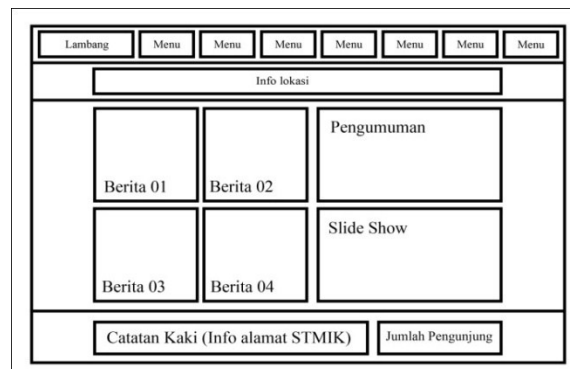 Lambang Menu Menu Menu Menu Menu Menu Menu
Info lokasi
Berita 01 Berita 02 Pengumuman
Berita 03 Berita 04 Slide Show
Catatan Kaki (Info alamat STMIK) Jumlah Pengunjung